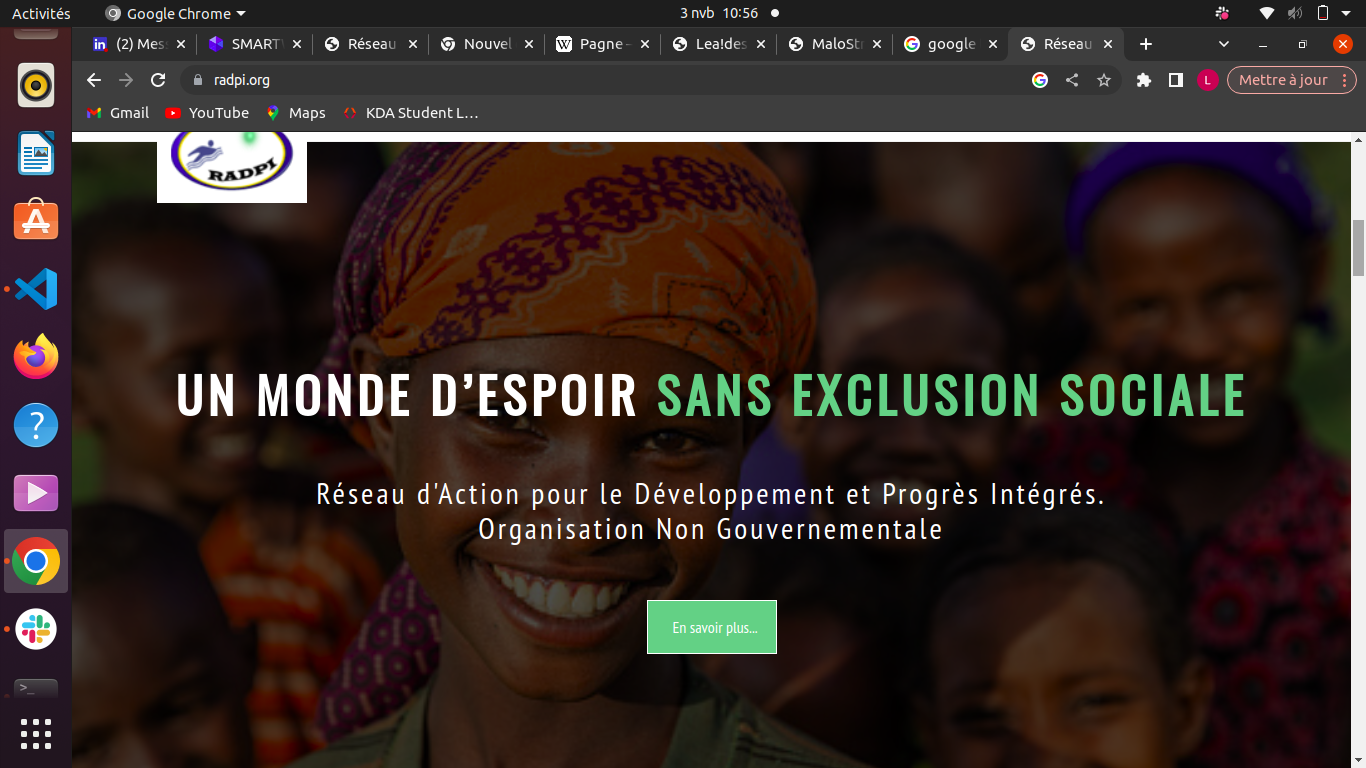 Activités
Google Chrome
3 nvb 10:56
(2) Mes
SMART
Réseau
Nouvel
Pagne –
Lea!des
MaloStr
google
Réseau
radpi.org
L
Mettre à jour
Gmail
YouTube
Maps
KDA Student L…
RADPI
UN MONDE D’ESPOIR SANS EXCLUSION SOCIALE
Réseau d'Action pour le Développement et Progrès Intégrés.
Organisation Non Gouvernementale
En savoir plus...